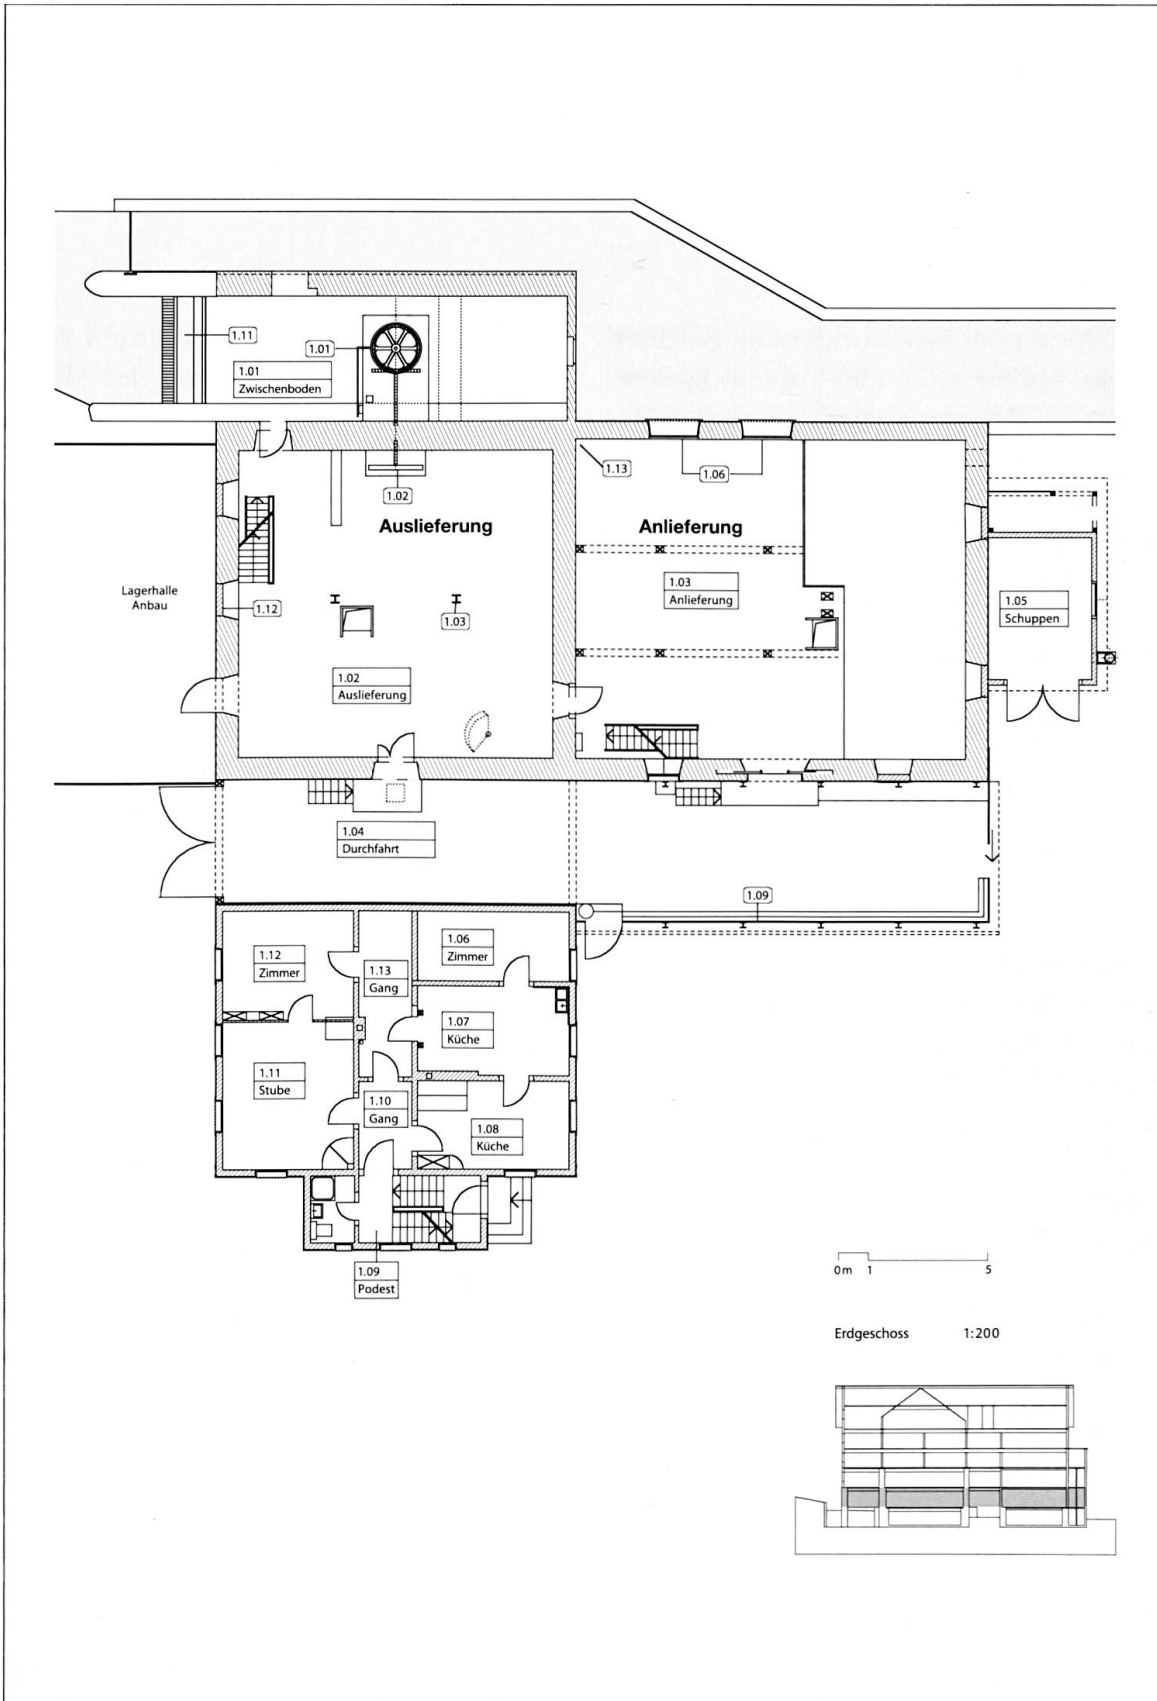 1.11
1.01
1.01
Zwischenboden
1.02
1.13
1.06
Auslieferung
Anlieferung
Lagerhalle
Anbau
1.12
1.03
1.03
Anlieferung
1.05
Schuppen
1.02
Auslieferung
1.04
Durchfahrt
1.09
1.12
Zimmer
1.13
Gang
1.06
Zimmer
1.07
Küche
1.11
Stube
1.10
Gang
1.08
Küche
1.09
Podest
0m 1 5
Erdgeschoss 1:200